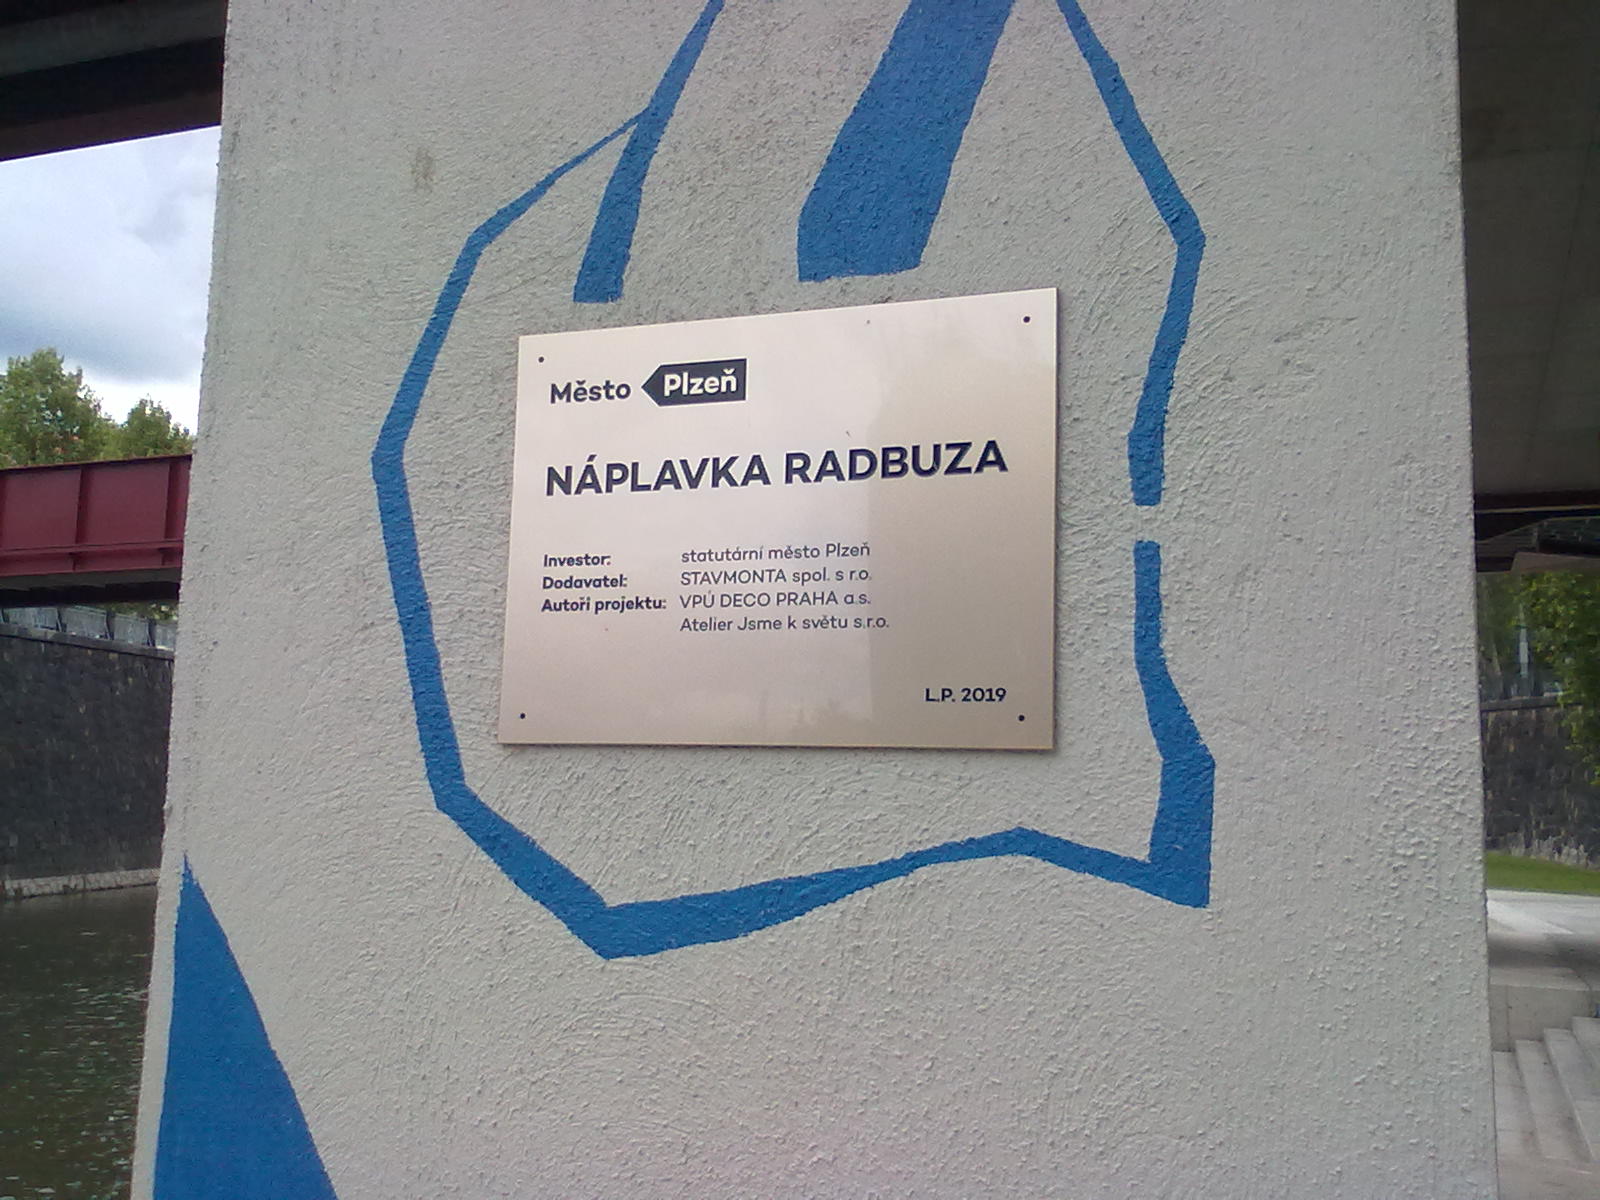 Město Plzeň
NÁPLAVKA RADBUZA
Investor: statutární město Plzeň
Dodavatel: STAVMONTA spol. s r.o.
Autoři projektu: VPÚ DECO PRAHA a.s.
Atelier Jsme k světu s.r.o.
L.P. 2019